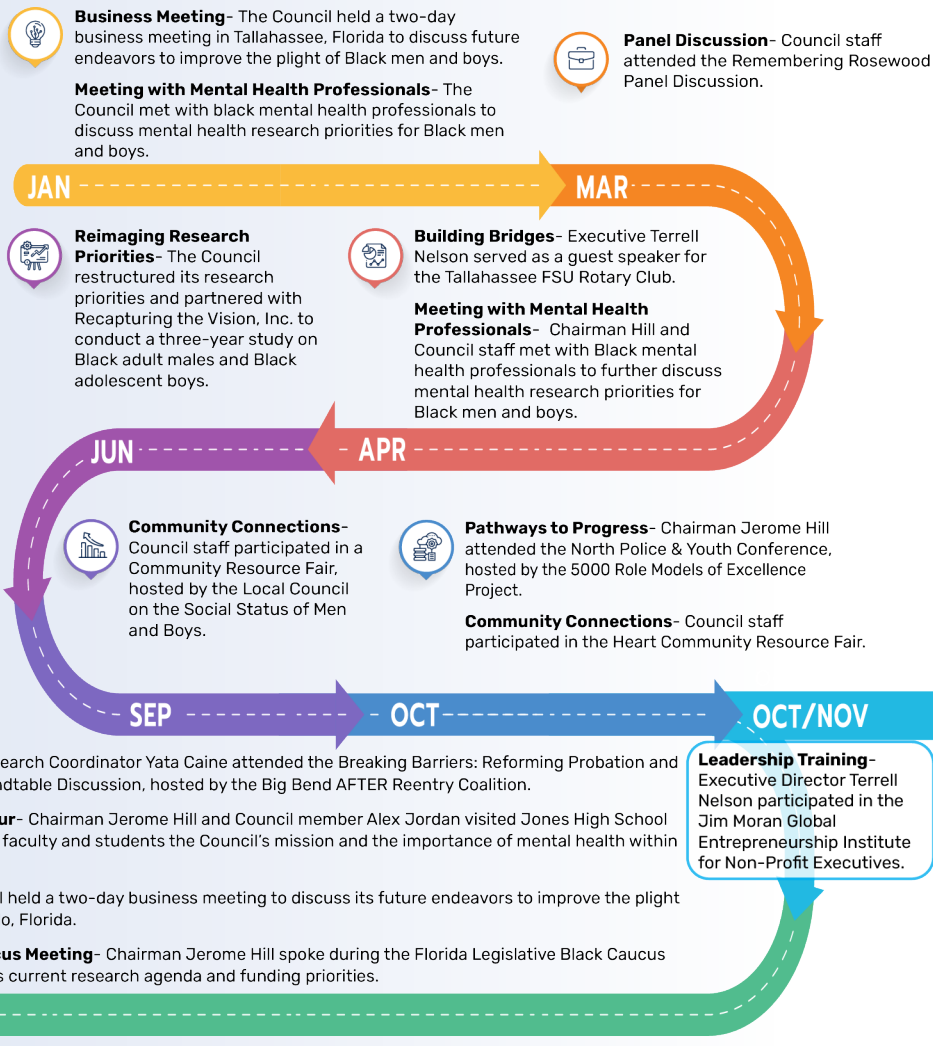 Business Meeting- The Council held a two-day
business meeting in Tallahassee, Florida to discuss future
endeavors to improve the plight of Black men and boys.
Meeting with Mental Health Professionals- The
Council met with black mental health professionals to
discuss mental health research priorities for Black men
and boys.
Panel Discussion- Council staff
attended the Remembering Rosewood
Panel Discussion.
JAN
MAR
Reimaging Research
Priorities- The Council
restructured its research
priorities and partnered with
Recapturing the Vision, Inc. to
conduct a three-year study on
Black adult males and Black
adolescent boys.
Building Bridges- Executive Terrell
Nelson served as a guest speaker for
the Tallahassee FSU Rotary Club.
Meeting with Mental Health
Professionals- Chairman Hill and
Council staff met with Black mental
health professionals to further discuss
mental health research priorities for
Black men and boys.
JUN
APR
Community Connections-
Council staff participated in a
Community Resource Fair,
hosted by the Local Council
on the Social Status of Men
and Boys.
Pathways to Progress- Chairman Jerome Hill
attended the North Police & Youth Conference,
hosted by the 5000 Role Models of Excellence
Project.
Community Connections- Council staff
participated in the Heart Community Resource Fair.
SEP
OCT
OCT/NOV
earch Coordinator Yata Caine attended the Breaking Barriers: Reforming Probation and
ndtable Discussion, hosted by the Big Bend AFTER Reentry Coalition.
ur- Chairman Jerome Hill and Council member Alex Jordan visited Jones High School
faculty and students the Council's mission and the importance of mental health within
l held a two-day business meeting to discuss its future endeavors to improve the plight
o, Florida.
cus Meeting- Chairman Jerome Hill spoke during the Florida Legislative Black Caucus
s current research agenda and funding priorities.
Leadership Training-
Executive Director Terrell
Nelson participated in the
Jim Moran Global
Entrepreneurship Institute
for Non-Profit Executives.